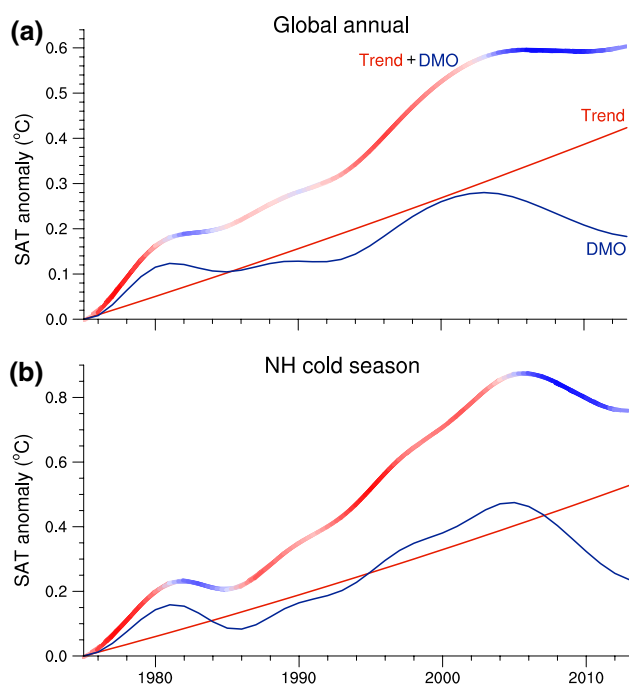 (a)
Global annual
0.6
0.5
0.4
0.3
0.2
0.1
0.0
SAT anomaly (°C)
Trend + DMO
Trend
DMO
1980
1990
2000
2010
(b)
NH cold season
0.8
0.6
0.4
0.2
0.0
SAT anomaly (°C)
1980
1990
2000
2010